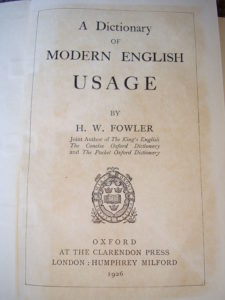 A Dictionary
OF
MODERN ENGLISH
USAGE
BY
H. W. FOWLER
Joint Author of The King's English
The Concise Oxford Dictionary
and The Pocket Oxford Dictionary
OXFORD
AT THE CLARENDON PRESS
LONDON : HUMPHREY MILFORD
1926